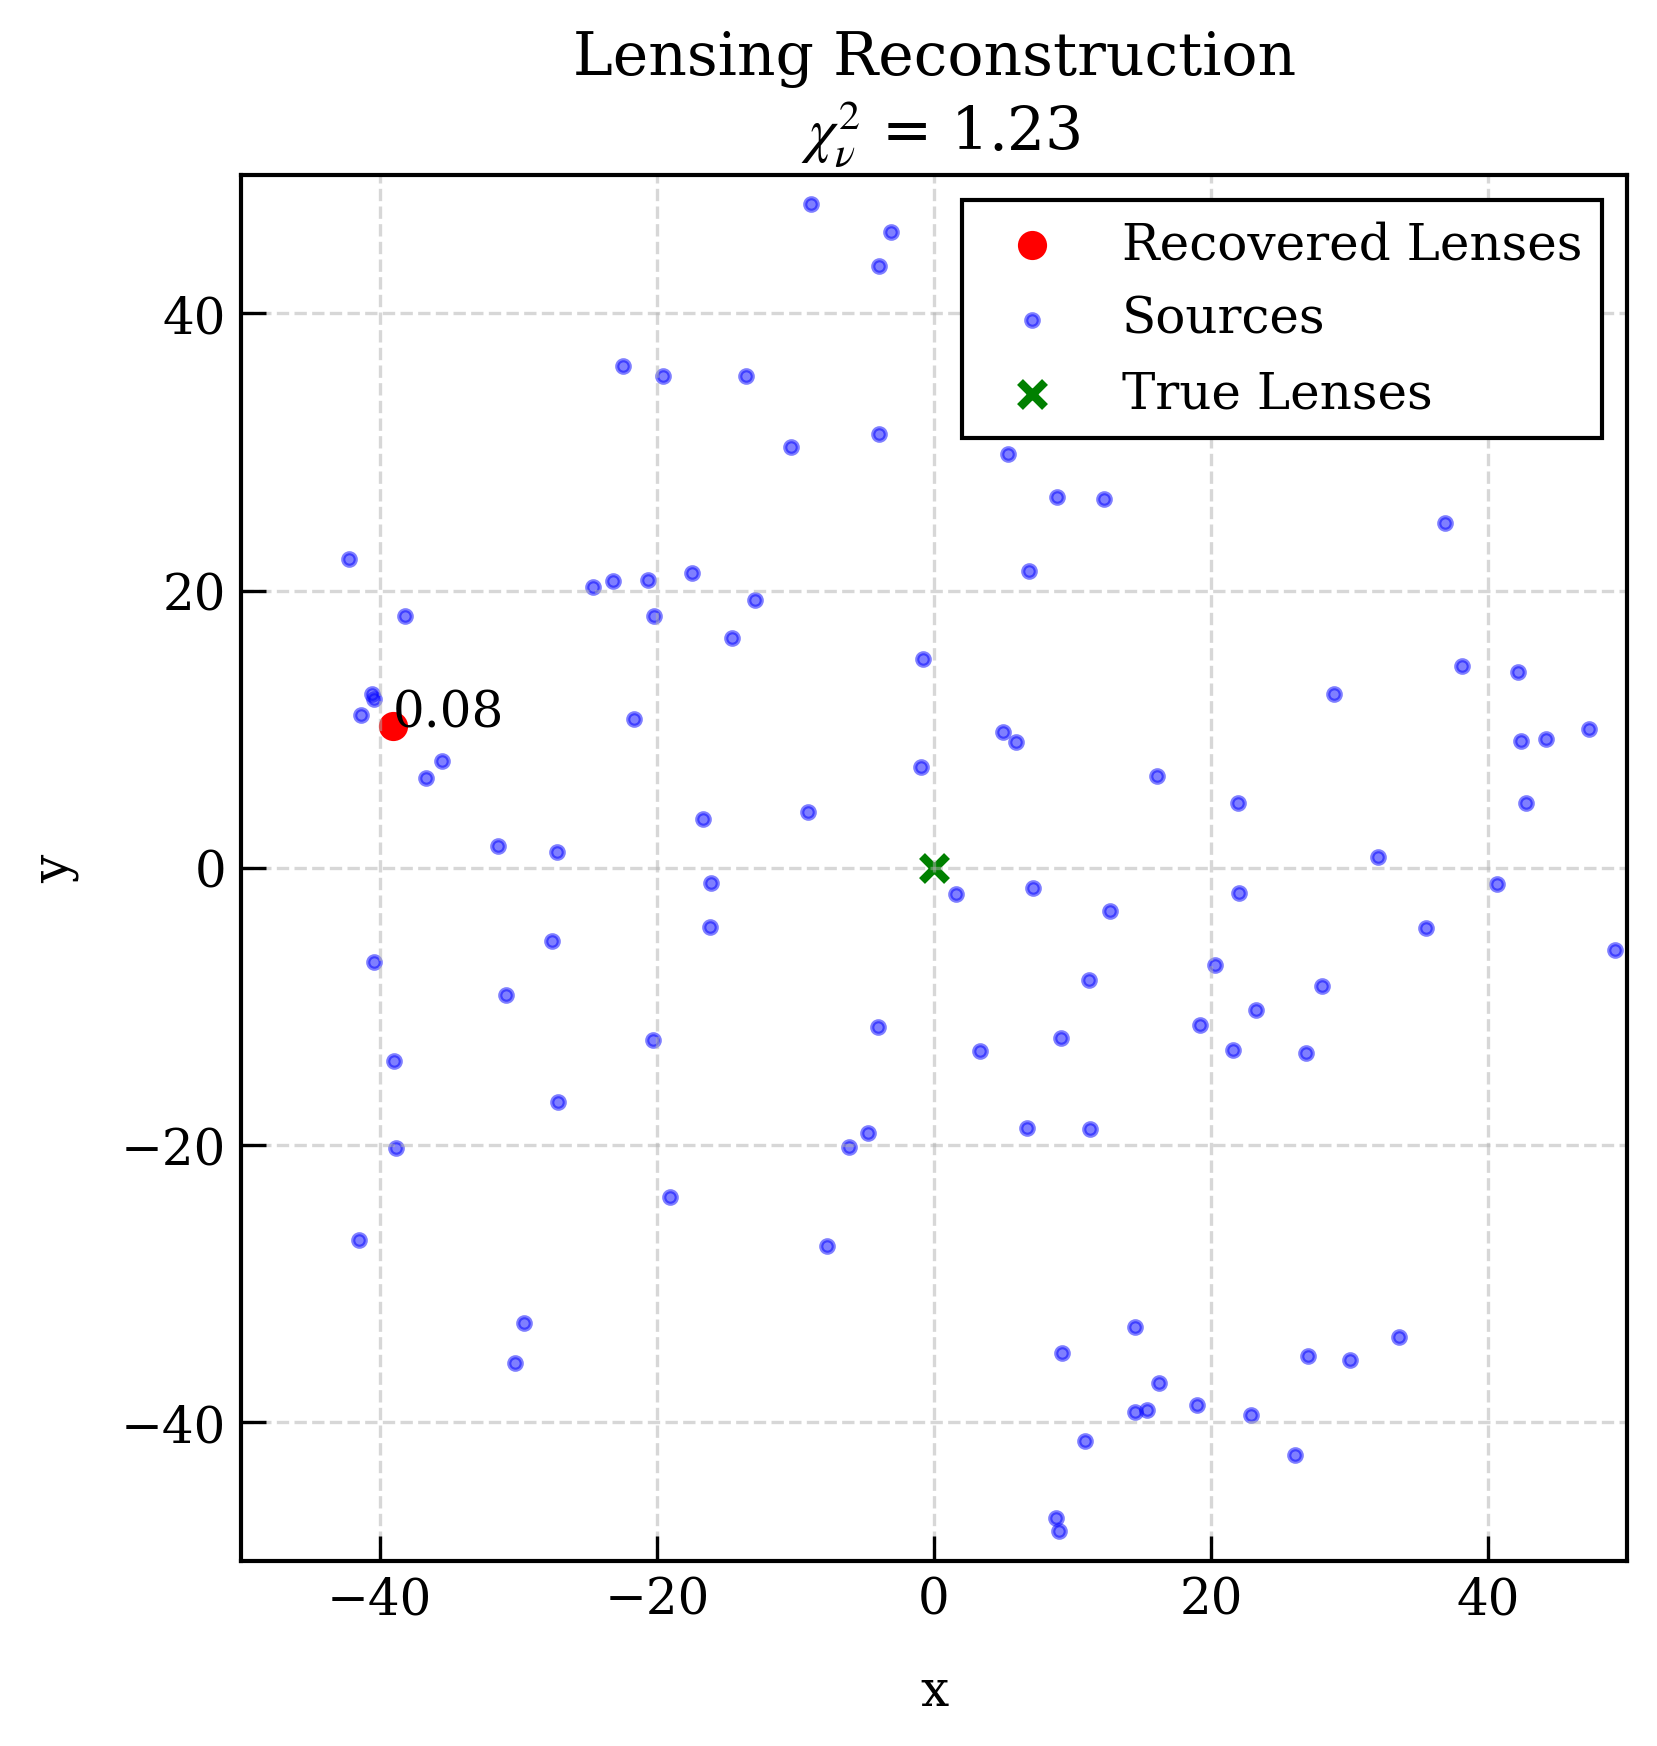 Lensing Reconstruction
χ²ᵥ = 1.23
Recovered Lenses
Sources
True Lenses
40
20
0
−20
−40
y
0.08
−40
−20
0
20
40
x